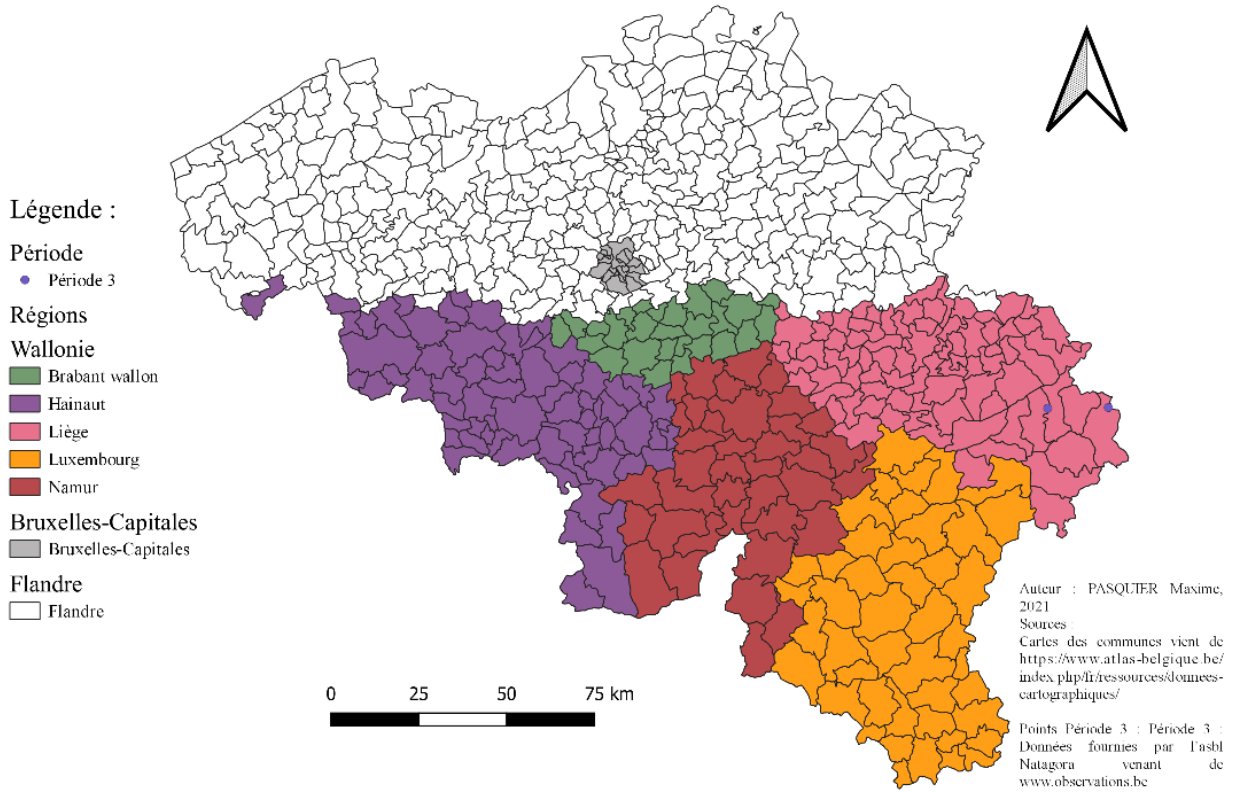 Légende :
Période
Période 3
Régions
Wallonie
Brabant wallon
Hainaut
Liège
Luxembourg
Namur
Bruxelles-Capitales
Bruxelles-Capitales
Flandre
Flandre
0 25 50 75 km
Auteur : PASQUIER Maxime,
2021
Sources :
Cartes des communes vient de
https://www.atlas-belgique.be/
index.php/fr/ressources/donnees-
cartographiques/
Points Période 3 : Période 3 :
Données fournies par l'asbl
Natagora venant de
www.observations.be